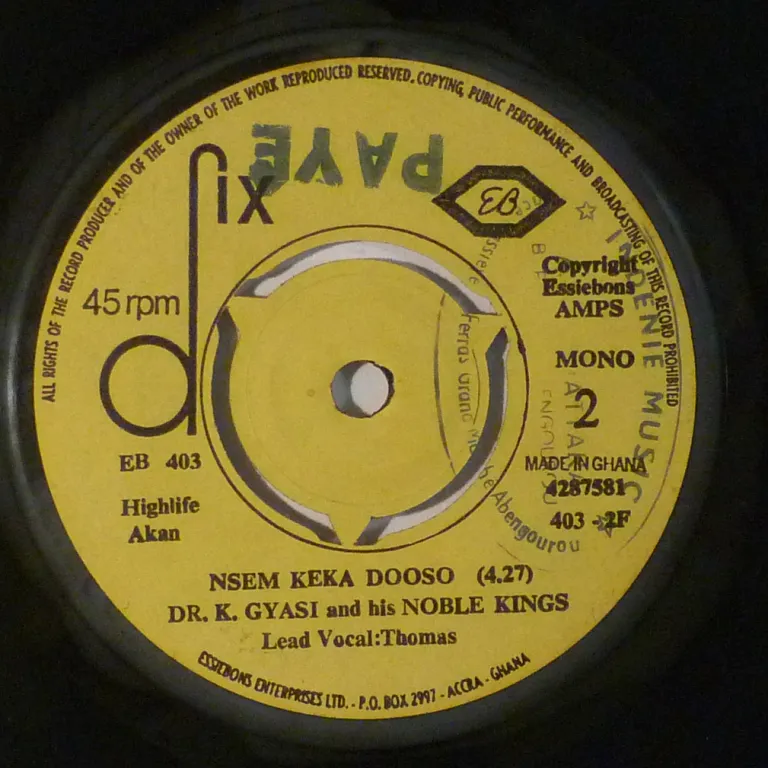 ALL RIGHTS OF THE RECORD PRODUCER AND OF THE OWNER OF THE WORK REPRODUCED RESERVED. COPYING, PUBLIC PERFORMANCE AND BROADCASTING OF THIS RECORD PROHIBITED
PAYE
dix
EB
45 rpm
Copyright
Essiebons
AMPS
MONO
2
EB 403
MADE IN GHANA
4287581
Highlife
403 - 2F
Akan
NSEM KEKA DOOSO (4.27)
DR. K. GYASI and his NOBLE KINGS
Lead Vocal:Thomas
ESSIEBONS ENTERPRISES LTD. - P.O. BOX 2997 - ACCRA - GHANA
MUSIC
Abengourou